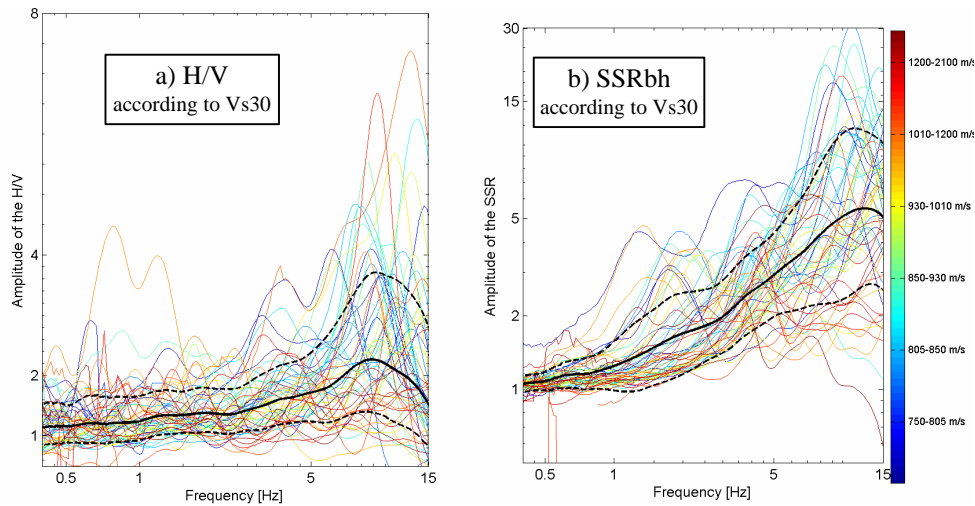 a) H/V
according to Vs30
Amplitude of the H/V
8
4
2
1
0.5
1
5
15
Frequency [Hz]
b) SSRbh
according to Vs30
Amplitude of the SSR
30
15
5
2
1
0.5
1
5
15
Frequency [Hz]
1200-2100 m/s
1010-1200 m/s
930-1010 m/s
850-930 m/s
805-850 m/s
750-805 m/s